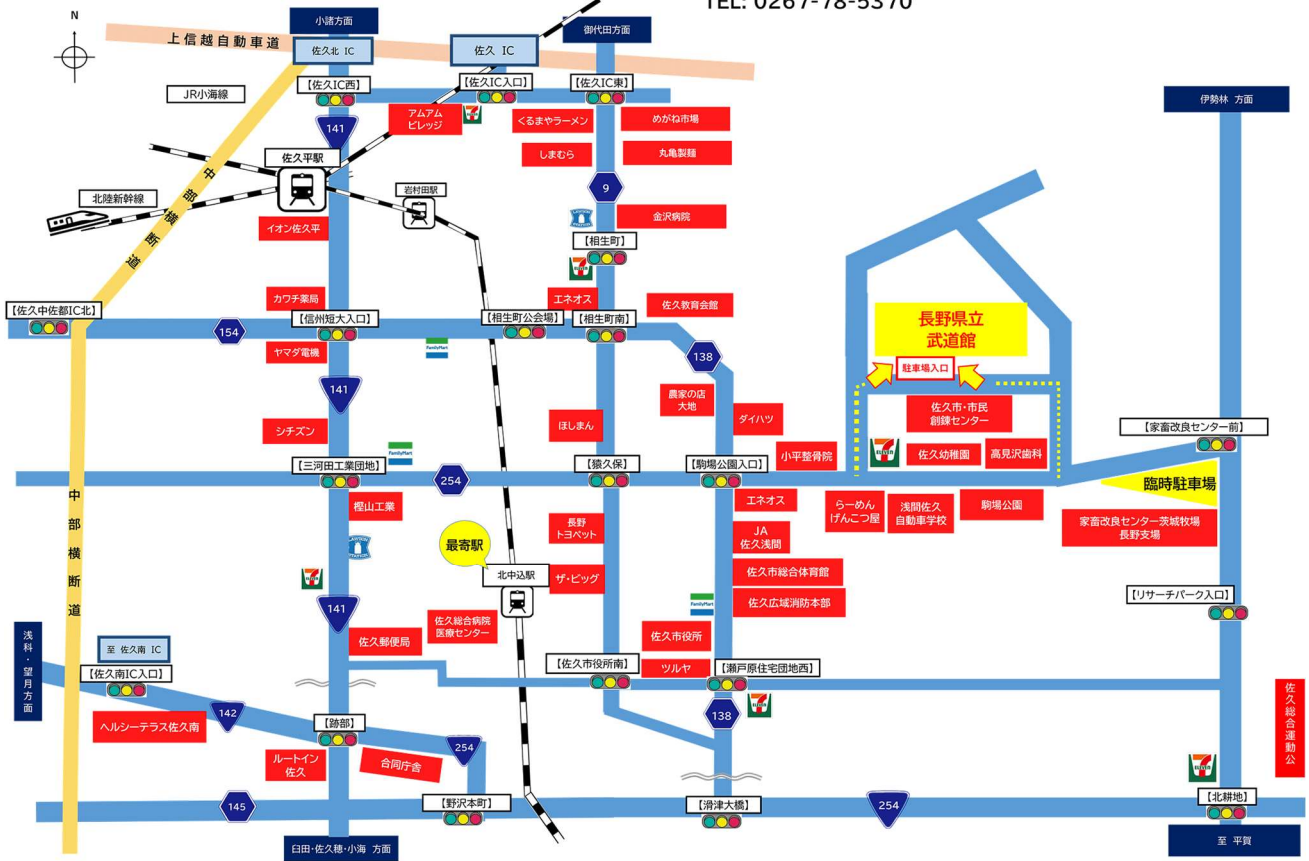 TEL: 0267-78-5370
N
小諸方面
御代田方面
上信越自動車道
佐久北 IC
佐久 IC
【佐久IC西】
【佐久IC入口】
【佐久IC東】
伊勢林 方面
JR小海線
アムアム
ビレッジ
くるまやラーメン
めがね市場
141
しまむら
丸亀製麺
佐久平駅
中部横断道
岩村田駅
9
北陸新幹線
金沢病院
イオン佐久平
【相生町】
カワチ薬局
エネオス
佐久教育会館
【佐久中佐都IC北】
【信州短大入口】
【相生町公会場】
【相生町南】
長野県立
武道館
154
ヤマダ電機
FamilyMart
138
駐車場入口
141
農家の店
大地
ダイハツ
佐久市・市民
創錬センター
ほしまん
シチズン
【家畜改良センター前】
FamilyMart
小平整骨院
佐久幼稚園
高見沢歯科
【三河田工業団地】
【猿久保】
【駒場公園入口】
254
臨時駐車場
樫山工業
エネオス
らーめん
げんこつ屋
浅間佐久
自動車学校
駒場公園
家畜改良センター茨城牧場
長野支場
中部横断道
長野
トヨペット
JA
佐久浅間
最寄駅
北中込駅
ザ・ビッグ
佐久市総合体育館
【リサーチパーク入口】
141
FamilyMart
佐久広域消防本部
浅科・望月方面
佐久郵便局
佐久総合病院
医療センター
佐久市役所
至 佐久南 IC
【佐久南IC入口】
【佐久市役所南】
ツルヤ
【瀬戸原住宅団地西】
佐久総合運動公
142
138
ヘルシーテラス佐久南
【跡部】
254
ルートイン
佐久
合同庁舎
145
【野沢本町】
【滑津大橋】
254
【北耕地】
臼田・佐久穂・小海 方面
至 平賀